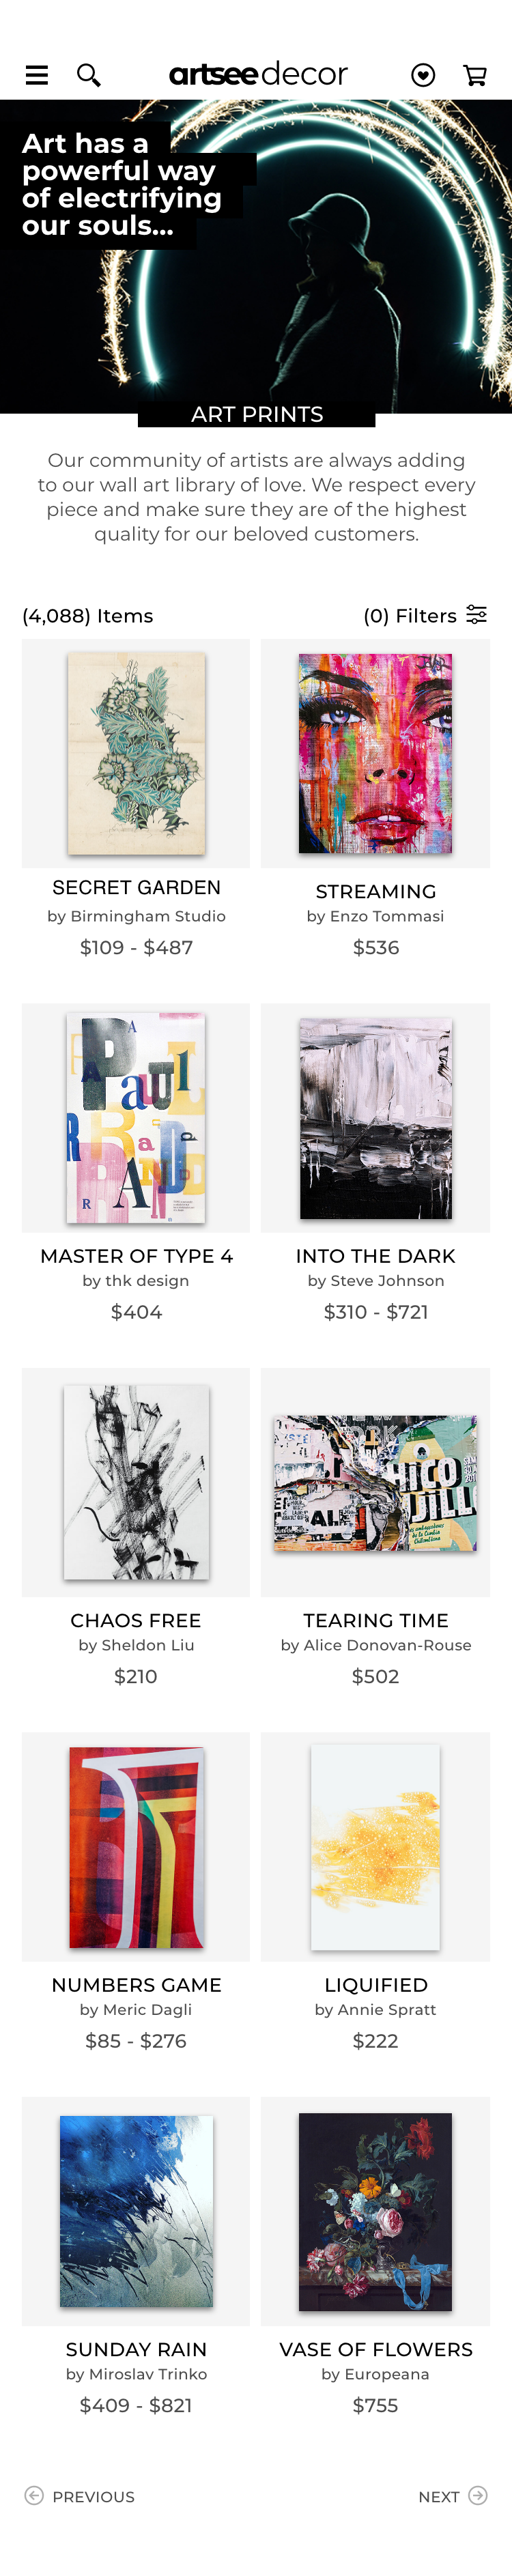 artseedecor
Art has a
powerful way
of electrifying
our souls...
ART PRINTS
Our community of artists are always adding
to our wall art library of love. We respect every
piece and make sure they are of the highest
quality for our beloved customers.
(4,088) Items
(0) Filters
SECRET GARDEN
by Birmingham Studio
$109 - $487
STREAMING
by Enzo Tommasi
$536
A
PAUL
RAND
R
MASTER OF TYPE 4
by thk design
$404
INTO THE DARK
by Steve Johnson
$310 - $721
CHAOS FREE
by Sheldon Liu
$210
HICO
ALE
TEARING TIME
by Alice Donovan-Rouse
$502
NUMBERS GAME
by Meric Dagli
$85 - $276
LIQUIFIED
by Annie Spratt
$222
SUNDAY RAIN
by Miroslav Trinko
$409 - $821
VASE OF FLOWERS
by Europeana
$755
PREVIOUS
NEXT